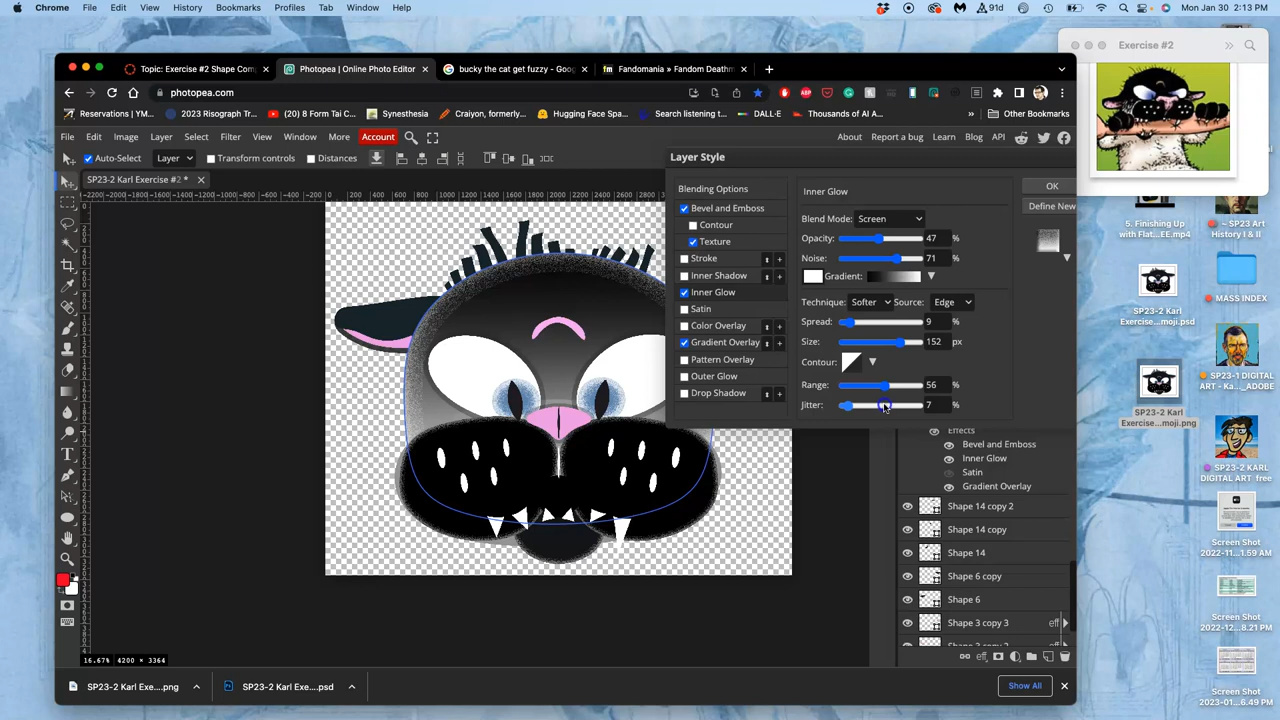 Chrome File Edit View History Bookmarks Profiles Tab Window Help 91d Mon Jan 30 2:13 PM
Topic: Exercise #2 Shape Com Photopea | Online Photo Editor ky the cat get fuzzy - Goo Fandomania » Fandom Deathm
Exercise #2
photopea.com
Reservations | YM... 2023 Risograph Tr... (20) 8 Form Tai C... Synesthesia Craiyon, formerly... Hugging Face Spa... Search listening t... DALL·E Thousands of AI A... Other Bookmarks
File Edit Image Layer Select Filter View Window More Account About Report a bug Learn Blog API
Auto-Select Layer Transform controls Distances
SP23-2 Karl Exercise #2 *
Layer Style
Blending Options
Bevel and Emboss
Contour
Texture
Stroke
Inner Shadow
Inner Glow
Satin
Color Overlay
Gradient Overlay
Pattern Overlay
Outer Glow
Drop Shadow
Inner Glow
Blend Mode: Screen
Opacity: 47 %
Noise: 71 %
Gradient:
Technique: Softer Source: Edge
Spread: 9 %
Size: 152 px
Contour:
Range: 56 %
Jitter: 7 %
OK
Define New
Effects
Bevel and Emboss
Inner Glow
Satin
Gradient Overlay
Shape 14 copy 2
Shape 14 copy
Shape 14
Shape 6 copy
Shape 6
Shape 3 copy 3 eff
16.67% 4200 × 3364
SP23-2 Karl Exe....png SP23-2 Karl Exe....psd Show All
5. Finishing Up
with Flat...EE.mp4
SP23-2 Karl
Exercise...moji.psd
SP23-2 Karl
Exercise...moji.png
~ SP23 Art
History I & II
MASS INDEX
SP23-1 DIGITAL
ART - Ka..._ADOBE
SP23-2 KARL
DIGITAL ART free
Screen Shot
2022-11...1.59 AM
Screen Shot
2022-12...8.21 PM
Screen Shot
2023-01...6.49 PM